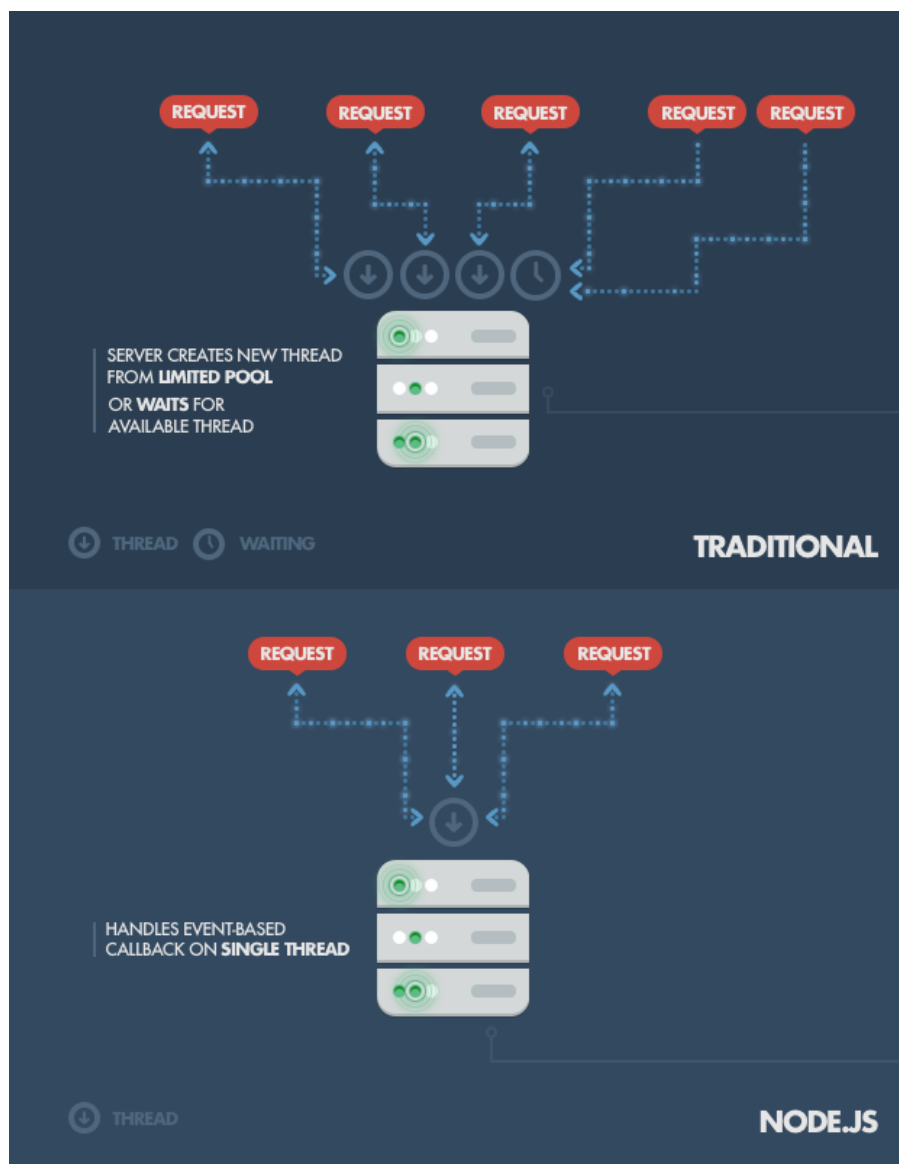 REQUEST REQUEST REQUEST REQUEST REQUEST
SERVER CREATES NEW THREAD
FROM LIMITED POOL
OR WAITS FOR
AVAILABLE THREAD
THREAD WAITING
TRADITIONAL
REQUEST REQUEST REQUEST
HANDLES EVENT-BASED
CALLBACK ON SINGLE THREAD
THREAD
NODE.JS